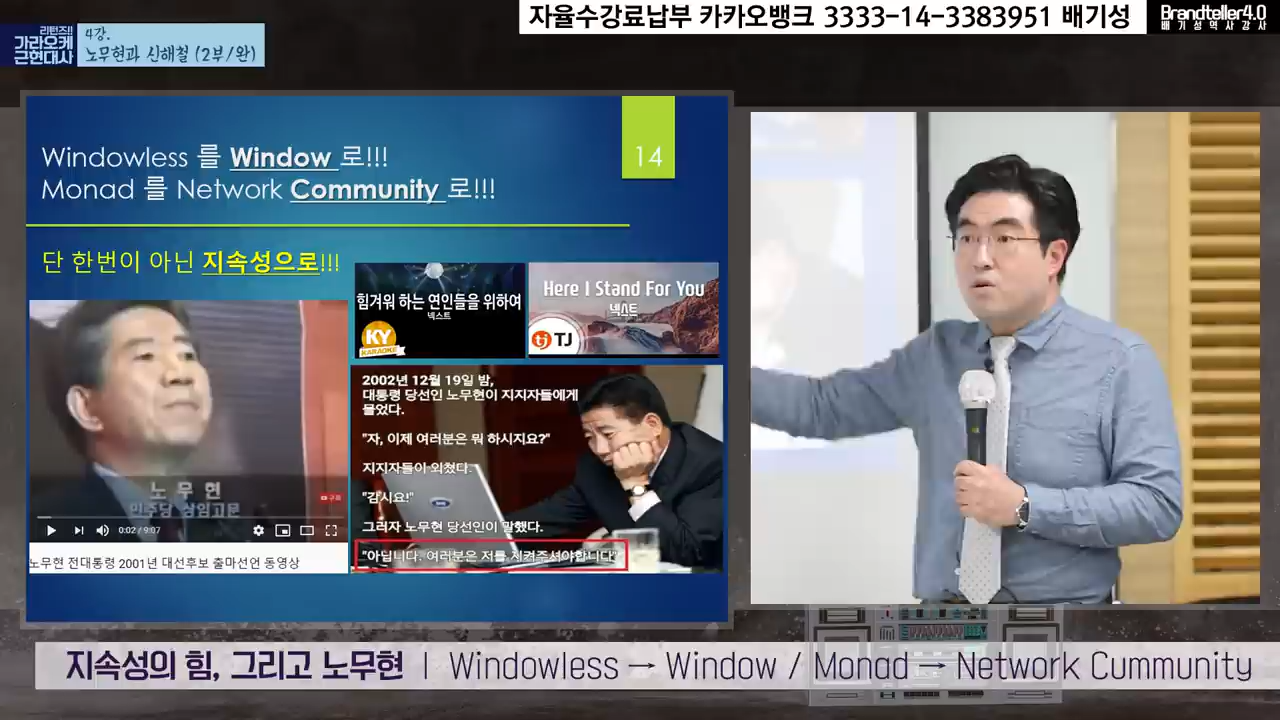 자율수강료납부 카카오뱅크 3333-14-3383951 배기성
Brandteller4.0
배기성역사강사
리턴즈!!
가라오케
근현대사
4강.
노무현과 신해철 (2부/완)
14
Windowless 를 Window 로!!!
Monad 를 Network Community 로!!!
단 한번이 아닌 지속성으로!!!
힘겨워 하는 연인들을 위하여
넥스트
KY
KARAOKE
Here I Stand For You
넥스트
TJ
노 무 현
민주당 상임고문
구독
0:02 / 9:07
노무현 전대통령 2001년 대선후보 출마선언 동영상
2002년 12월 19일 밤,
대통령 당선인 노무현이 지지자들에게
물었다.
"자, 이제 여러분은 뭐 하시지요?"
지지자들이 외쳤다.
"감시요!"
그러자 노무현 당선인이 말했다.
"아닙니다. 여러분은 저를 지켜주셔야합니다"
지속성의 힘, 그리고 노무현 | Windowless → Window / Monad → Network Cummunity